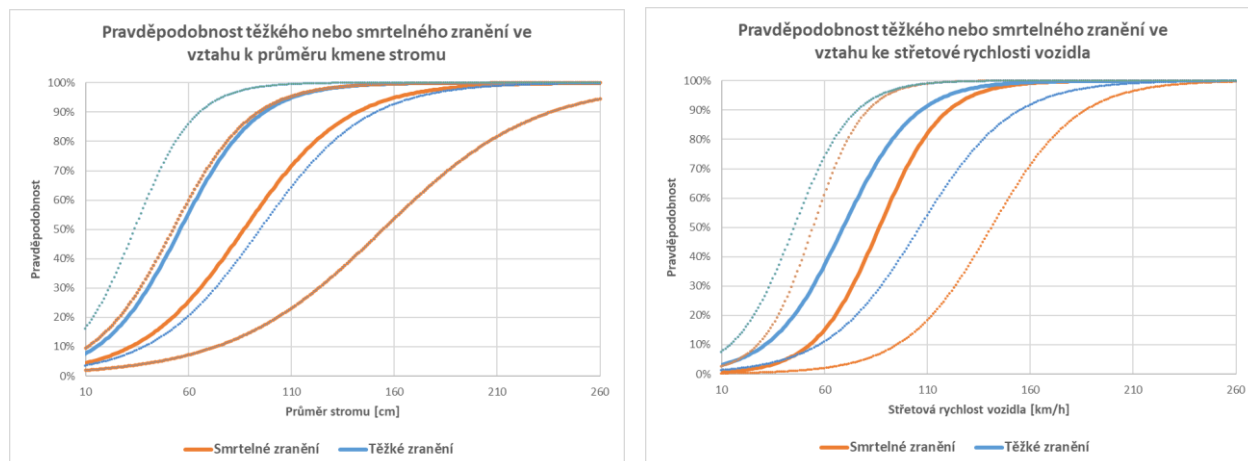 Pravděpodobnost těžkého nebo smrtelného zranění ve
vztahu k průměru kmene stromu
100%
90%
80%
70%
60%
50%
40%
30%
20%
10%
0%
Pravděpodobnost
10
60
110
160
210
260
Průměr stromu [cm]
Smrtelné zranění
Těžké zranění
Pravděpodobnost těžkého nebo smrtelného zranění ve
vztahu ke střetové rychlosti vozidla
100%
90%
80%
70%
60%
50%
40%
30%
20%
10%
0%
Pravděpodobnost
10
60
110
160
210
260
Střetová rychlost vozidla [km/h]
Smrtelné zranění
Těžké zranění